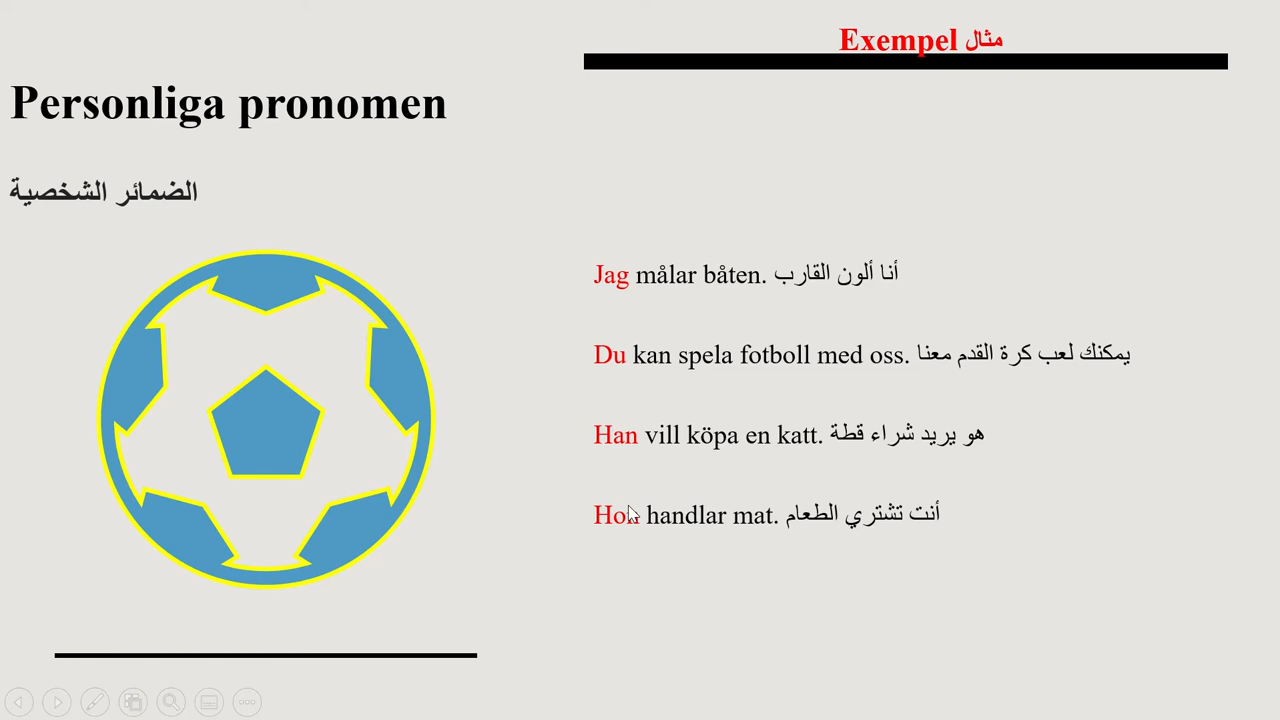 Exempel مثال
Personliga pronomen
الضمائر الشخصية
Jag målar båten. أنا ألون القارب
Du kan spela fotboll med oss. يمكنك لعب كرة القدم معنا
Han vill köpa en katt. هو يريد شراء قطة
Hon handlar mat. أنت تشتري الطعام